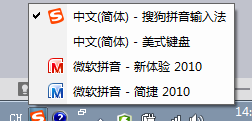 中文(简体) - 搜狗拼音输入法
中文(简体) - 美式键盘
微软拼音 - 新体验 2010
微软拼音 - 简捷 2010
CH
14: